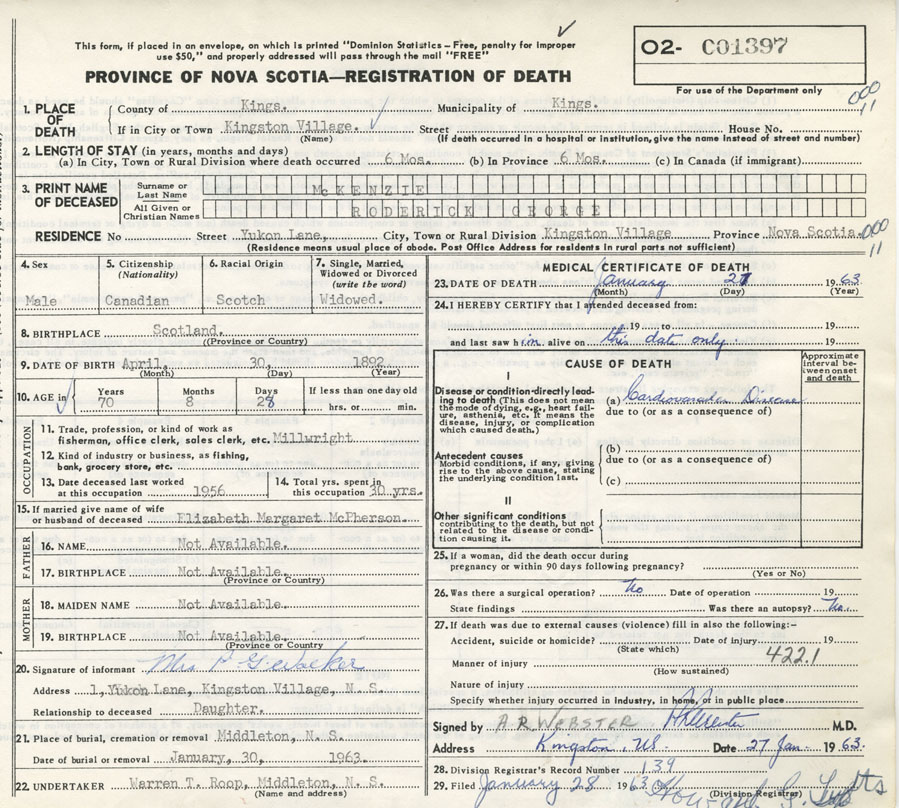 This form, if placed in an envelope, on which is printed "Dominion Statistics – Free, penalty for improper
use $50," and properly addressed will pass through the mail "FREE"
O2- C01397
For use of the Department only
PROVINCE OF NOVA SCOTIA—REGISTRATION OF DEATH
1. PLACE OF DEATH
County of Kings. Municipality of Kings.
If in City or Town Kingston Village. Street House No.
(Name) (If death occurred in a hospital or institution, give the name instead of street and number)
000
11
2. LENGTH OF STAY (in years, months and days)
(a) In City, Town or Rural Division where death occurred 6 Mos. (b) In Province 6 Mos. (c) In Canada (if immigrant)
3. PRINT NAME OF DECEASED
Surname or Last Name McKENZIE
All Given or Christian Names RODERICK GEORGE
RESIDENCE No Street Yukon Lane, City, Town or Rural Division Kingston Village Province Nova Scotia.
(Residence means usual place of abode. Post Office Address for residents in rural parts not sufficient)
000
11
4. Sex
Male
5. Citizenship
(Nationality)
Canadian
6. Racial Origin
Scotch
7. Single, Married,
Widowed or Divorced
(write the word)
Widowed.
8. BIRTHPLACE Scotland.
(Province or Country)
9. DATE OF BIRTH April, 30, 1892
(Month) (Day) (Year)
10. AGE in
Years
70
Months
8
Days
28
If less than one day old
hrs. or min.
OCCUPATION
11. Trade, profession, or kind of work as
fisherman, office clerk, sales clerk, etc. Millwright
12. Kind of industry or business, as fishing,
bank, grocery store, etc.
13. Date deceased last worked
at this occupation 1956
14. Total yrs. spent in
this occupation 30 yrs.
15. If married give name of wife
or husband of deceased Elizabeth Margaret McPherson.
FATHER
16. NAME Not Available.
17. BIRTHPLACE Not Available.
(Province or Country)
MOTHER
18. MAIDEN NAME Not Available.
19. BIRTHPLACE Not Available.
(Province or Country
20. Signature of informant Mrs
Address 1, Yukon Lane, Kingston Village, N. S.
Relationship to deceased Daughter.
21. Place of burial, cremation or removal Middleton, N. S.
Date of burial or removal January, 30, 1963.
22. UNDERTAKER Warren T. Roop, Middleton, N. S.
(Name and address)
MEDICAL CERTIFICATE OF DEATH
23. DATE OF DEATH January 27 1963
(Month) (Day) (Year)
24. I HEREBY CERTIFY that I attended deceased from:
19 to 19
and last saw him alive on this date only. 19
CAUSE OF DEATH
Approximate interval between onset and death
I
Disease or condition directly leading to death (This does not mean the mode of dying, e.g., heart failure, asthenia, etc. It means the disease, injury, or complication which caused death.)
(a) Cardiovascular Disease
due to (or as a consequence of)
Antecedent causes
Morbid conditions, if any, giving rise to the above cause, stating the underlying condition last.
(b)
due to (or as a consequence of)
(c)
II
Other significant conditions contributing to the death, but not related to the disease or condition causing it.
25. If a woman, did the death occur during
pregnancy or within 90 days following pregnancy?
(Yes or No)
26. Was there a surgical operation? No Date of operation 19
State findings Was there an autopsy? No.
27. If death was due to external causes (violence) fill in also the following:–
Accident, suicide or homicide? Date of injury 19
(State which)
422.1
Manner of injury
(How sustained)
Nature of injury
Specify whether injury occurred in industry, in home, or in public place
Signed by A R WEBSTER M.D.
Address Kingston, NS. Date 27 Jan. 1963.
28. Division Registrar's Record Number 139
29. Filed January 28 1963
(Division Registrar)